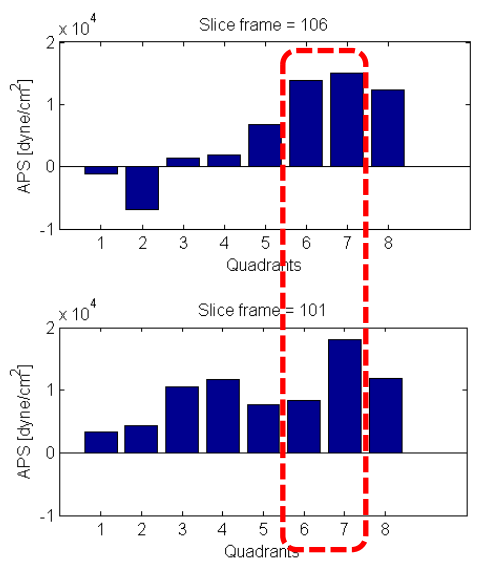 Slice frame = 106
x 10^4
2
1
0
-1
APS [dyne/cm^2]
1 2 3 4 5 6 7 8
Quadrants
Slice frame = 101
x 10^4
2
1
0
-1
APS [dyne/cm^2]
1 2 3 4 5 6 7 8
Quadrants